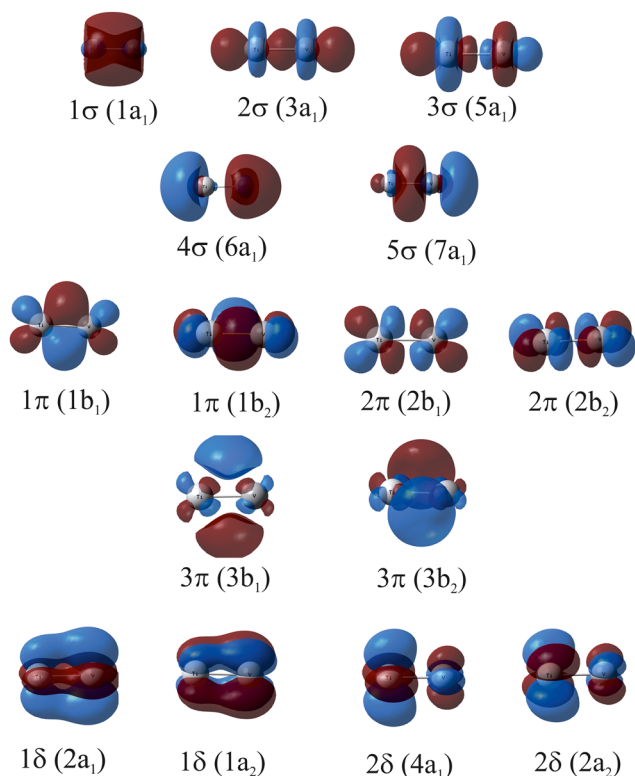 1σ (1a₁) 2σ (3a₁) 3σ (5a₁)
4σ (6a₁) 5σ (7a₁)
1π (1b₁) 1π (1b₂) 2π (2b₁) 2π (2b₂)
3π (3b₁) 3π (3b₂)
1δ (2a₁) 1δ (1a₂) 2δ (4a₁) 2δ (2a₂)